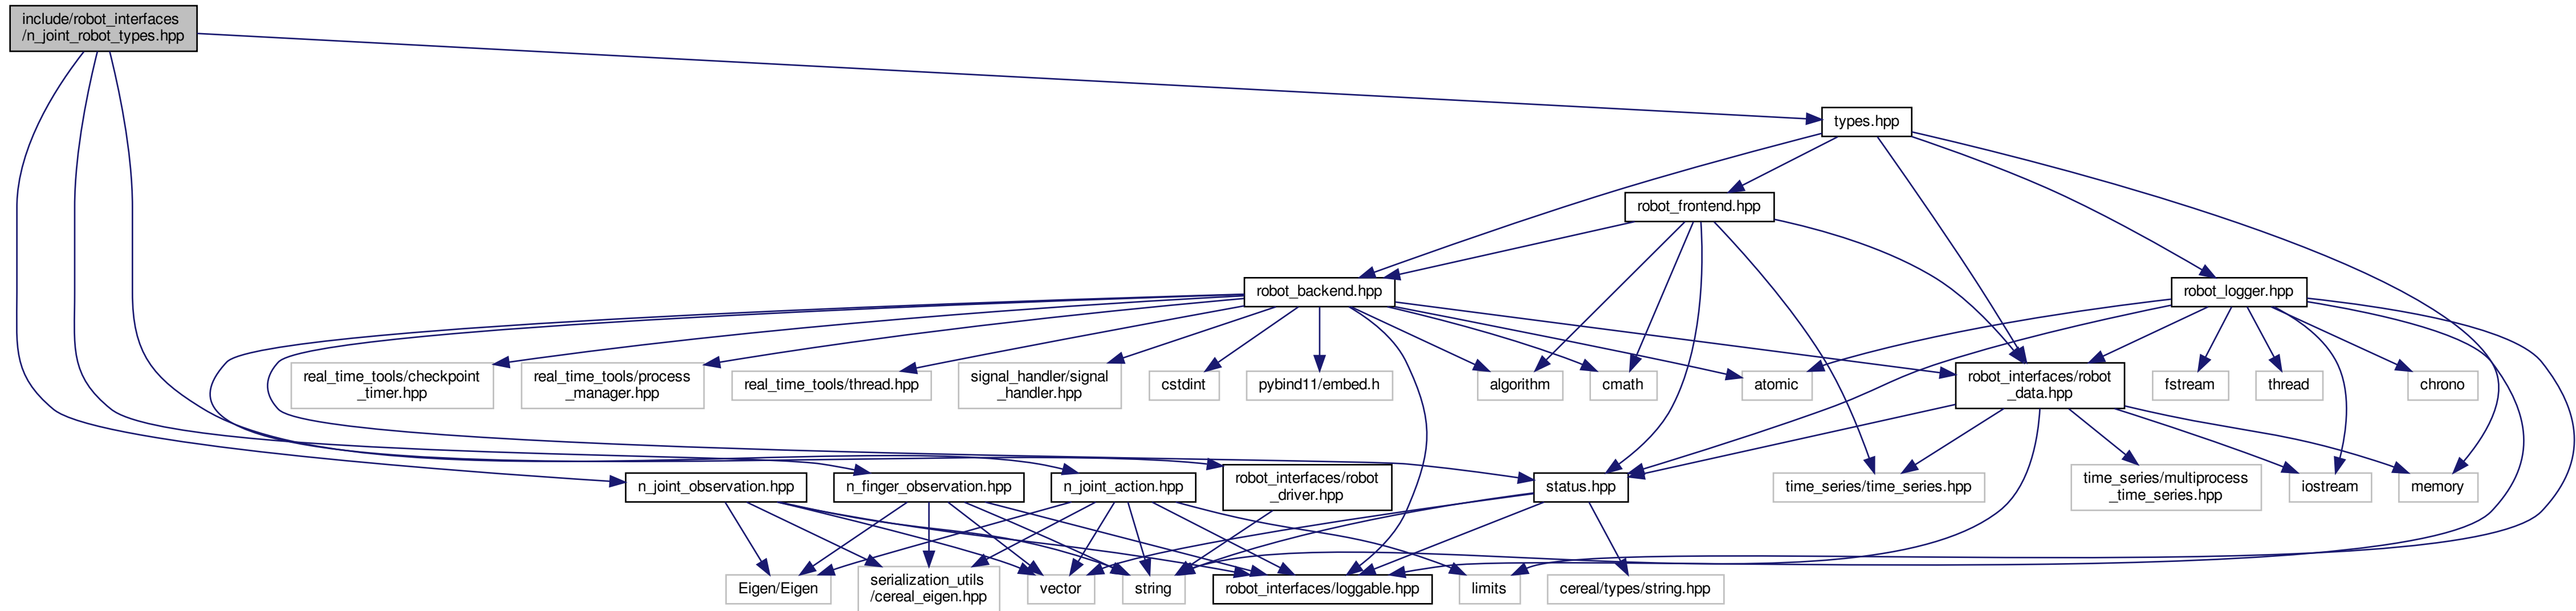 include/robot_interfaces
/n_joint_robot_types.hpp
types.hpp
robot_frontend.hpp
robot_backend.hpp
robot_logger.hpp
real_time_tools/checkpoint
_timer.hpp
real_time_tools/process
_manager.hpp
real_time_tools/thread.hpp
signal_handler/signal
_handler.hpp
cstdint
pybind11/embed.h
algorithm
cmath
atomic
robot_interfaces/robot
_data.hpp
fstream
thread
chrono
n_joint_observation.hpp
n_finger_observation.hpp
n_joint_action.hpp
robot_interfaces/robot
_driver.hpp
status.hpp
time_series/time_series.hpp
time_series/multiprocess
_time_series.hpp
iostream
memory
Eigen/Eigen
serialization_utils
/cereal_eigen.hpp
vector
string
robot_interfaces/loggable.hpp
limits
cereal/types/string.hpp